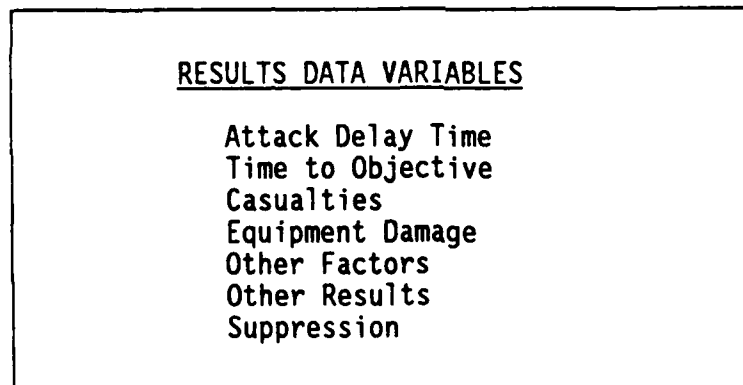 RESULTS DATA VARIABLES
Attack Delay Time
Time to Objective
Casualties
Equipment Damage
Other Factors
Other Results
Suppression